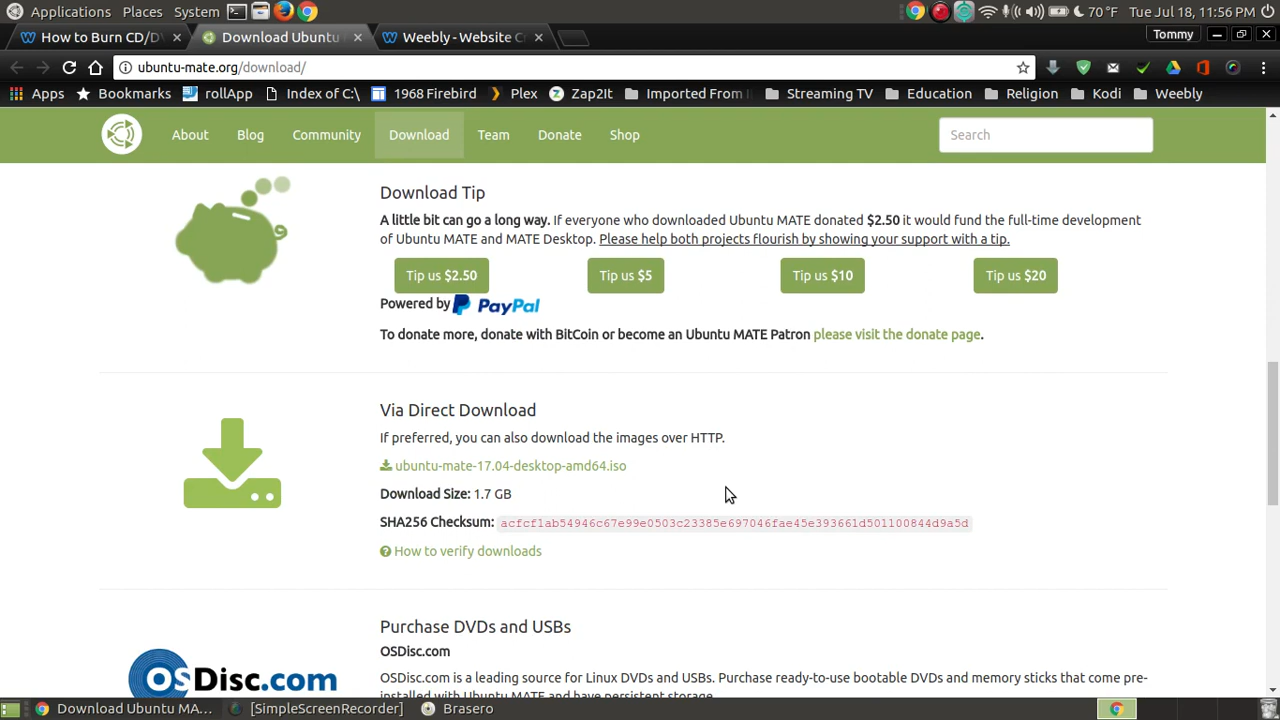 Applications Places System 70 °F Tue Jul 18, 11:56 PM
How to Burn CD/D Download Ubuntu Weebly - Website C Tommy
ubuntu-mate.org/download/
Apps Bookmarks rollApp Index of C:\ 1968 Firebird Plex Zap2It Imported From I Streaming TV Education Religion Kodi Weebly
About Blog Community Download Team Donate Shop Search
Download Tip
A little bit can go a long way. If everyone who downloaded Ubuntu MATE donated $2.50 it would fund the full-time development
of Ubuntu MATE and MATE Desktop. Please help both projects flourish by showing your support with a tip.
Tip us $2.50 Tip us $5 Tip us $10 Tip us $20
Powered by PayPal
To donate more, donate with BitCoin or become an Ubuntu MATE Patron please visit the donate page.
Via Direct Download
If preferred, you can also download the images over HTTP.
ubuntu-mate-17.04-desktop-amd64.iso
Download Size: 1.7 GB
SHA256 Checksum: acfcf1ab54946c67e99e0503c23385e697046fae45e393661d501100844d9a5d
How to verify downloads
Purchase DVDs and USBs
OSDisc.com
OSDisc.com
OSDisc.com is a leading source for Linux DVDs and USBs. Purchase ready-to-use bootable DVDs and memory sticks that come pre-
installed with Ubuntu MATE and have persistent storage.
Download Ubuntu MA... [SimpleScreenRecorder] Brasero